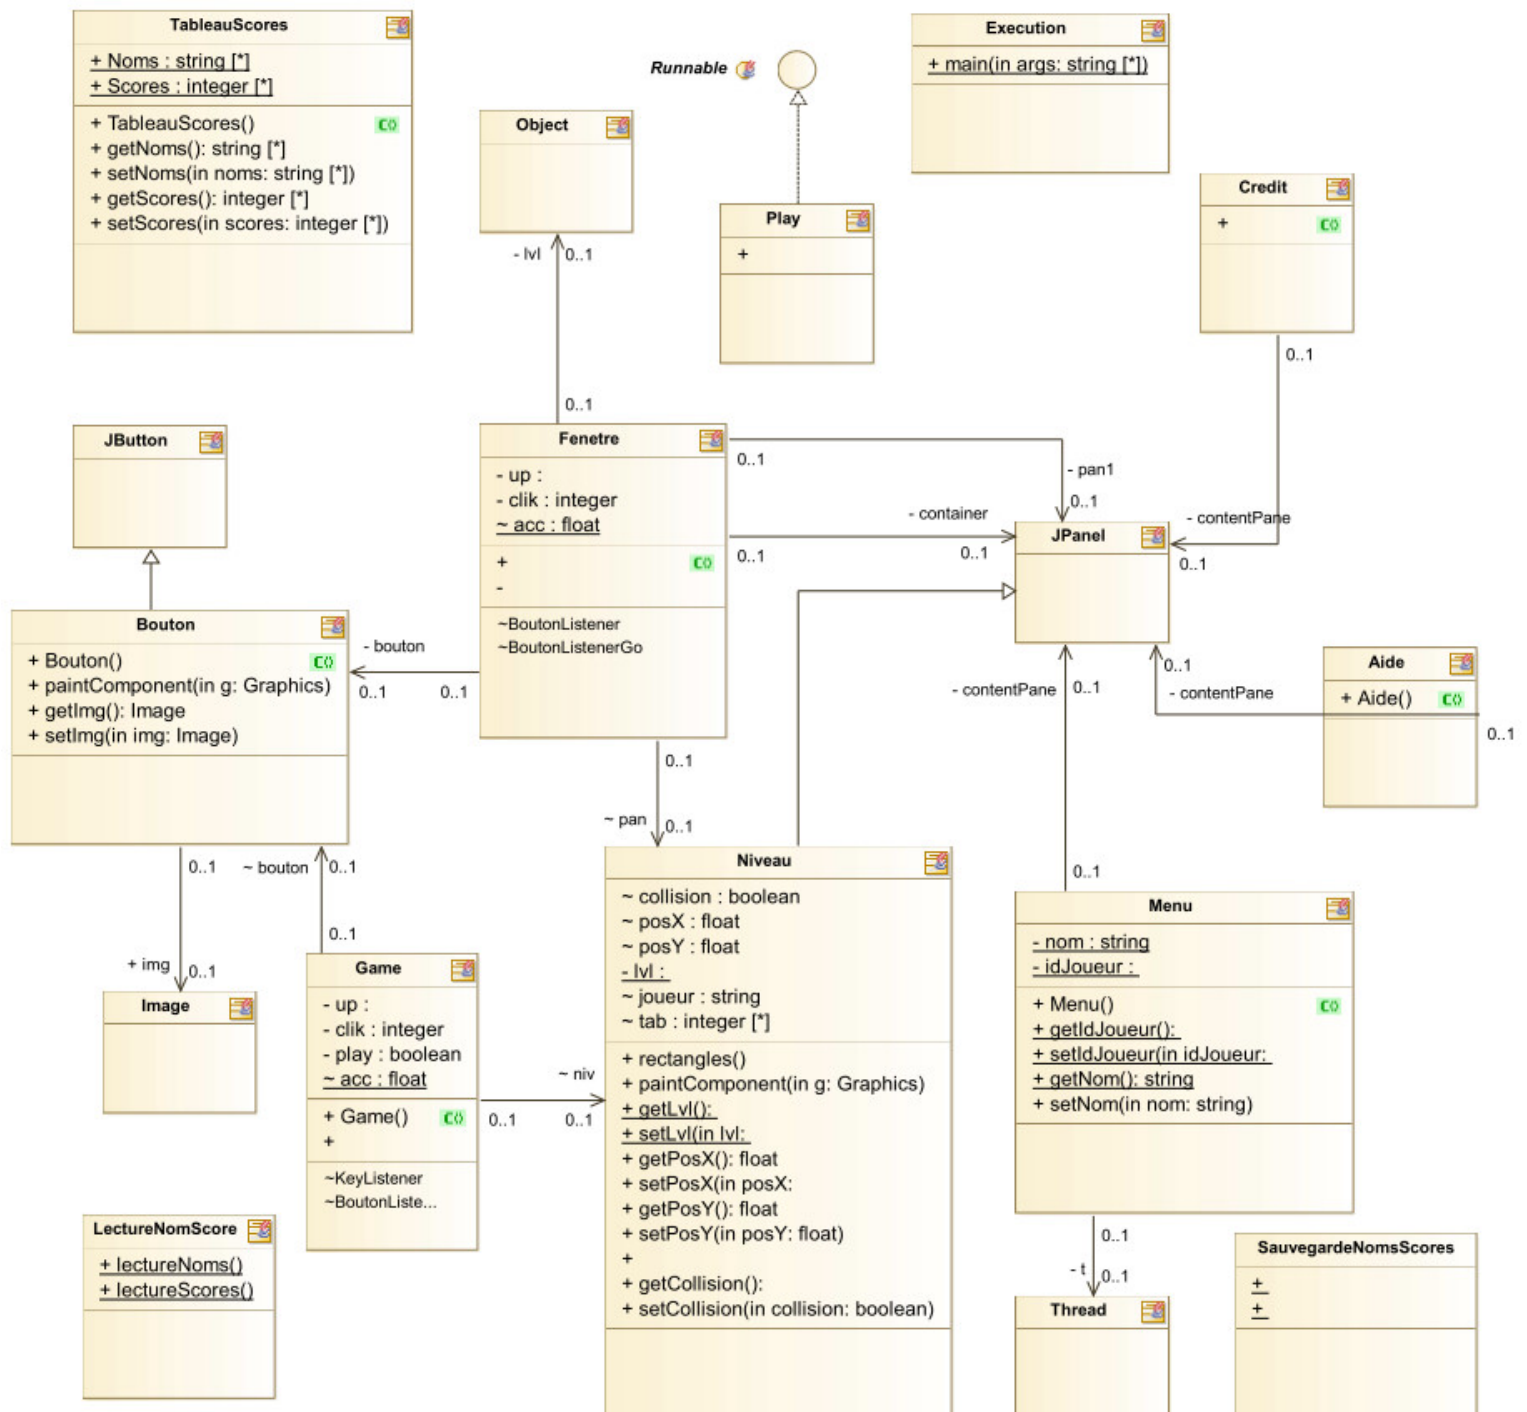 TableauScores
+ Noms : string [*]
+ Scores : integer [*]
+ TableauScores()
+ getNoms(): string [*]
+ setNoms(in noms: string [*])
+ getScores(): integer [*]
+ setScores(in scores: integer [*])
Runnable
Execution
+ main(in args: string [*])
Object
- lvl
0..1
0..1
Play
+
Credit
+
0..1
JButton
Fenetre
- up :
- clik : integer
~ acc : float
+
-
~BoutonListener
~BoutonListenerGo
0..1
- pan1
0..1
- container
0..1
0..1
JPanel
- contentPane
0..1
Bouton
+ Bouton()
+ paintComponent(in g: Graphics)
+ getImg(): Image
+ setImg(in img: Image)
- bouton
0..1
0..1
- contentPane
0..1
0..1
- contentPane
Aide
+ Aide()
0..1
0..1
~ pan
0..1
0..1
~ bouton
0..1
0..1
+ img
0..1
Image
Game
- up :
- clik : integer
- play : boolean
~ acc : float
+ Game()
+
~KeyListener
~BoutonListe...
~ niv
0..1
0..1
Niveau
~ collision : boolean
~ posX : float
~ posY : float
- lvl :
~ joueur : string
~ tab : integer [*]
+ rectangles()
+ paintComponent(in g: Graphics)
+ getLvl():
+ setLvl(in lvl:
+ getPosX(): float
+ setPosX(in posX:
+ getPosY(): float
+ setPosY(in posY: float)
+
+ getCollision():
+ setCollision(in collision: boolean)
0..1
Menu
- nom : string
- idJoueur :
+ Menu()
+ getIdJoueur():
+ setIdJoueur(in idJoueur:
+ getNom(): string
+ setNom(in nom: string)
0..1
- t
0..1
Thread
LectureNomScore
+ lectureNoms()
+ lectureScores()
SauvegardeNomsScores
+
+